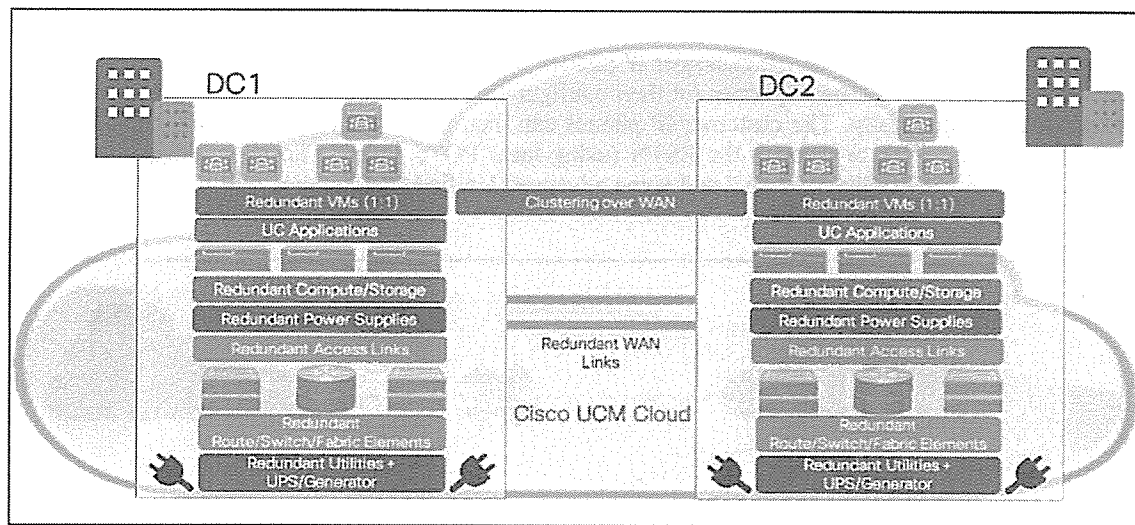 DC1
DC2
Redundant VMs (1:1)
Clustering over WAN
Redundant VMs (1:1)
UC Applications
UC Applications
Redundant Compute/Storage
Redundant Compute/Storage
Redundant Power Supplies
Redundant Power Supplies
Redundant Access Links
Redundant WAN
Links
Redundant Access Links
Cisco UCM Cloud
Redundant
Route/Switch/Fabric Elements
Redundant
Route/Switch/Fabric Elements
Redundant Utilities +
UPS/Generator
Redundant Utilities +
UPS/Generator